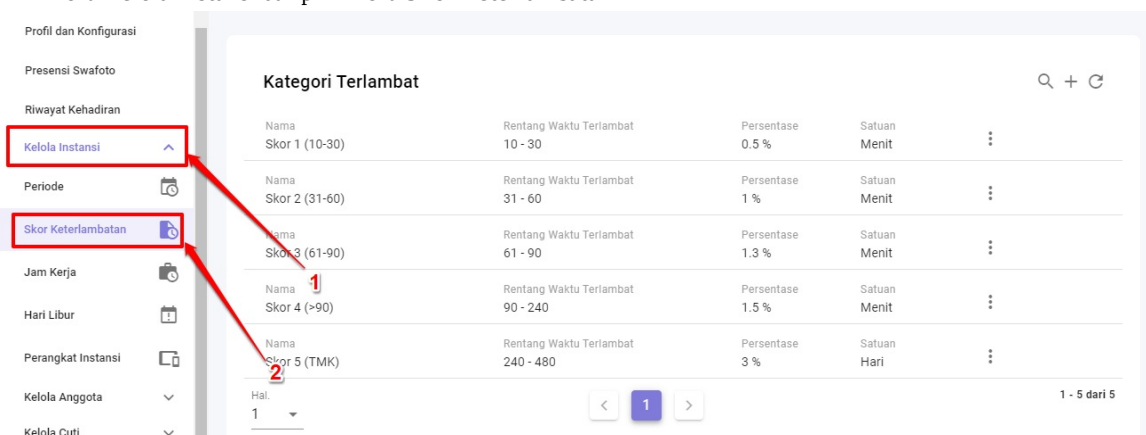 Profil dan Konfigurasi
Presensi Swafoto
Riwayat Kehadiran
Kelola Instansi
Periode
Skor Keterlambatan
Jam Kerja
Hari Libur
Perangkat Instansi
Kelola Anggota
Kelola Cuti
Kategori Terlambat
Nama Rentang Waktu Terlambat Persentase Satuan
Skor 1 (10-30) 10 - 30 0.5 % Menit
Nama Rentang Waktu Terlambat Persentase Satuan
Skor 2 (31-60) 31 - 60 1 % Menit
Nama Rentang Waktu Terlambat Persentase Satuan
Skor 3 (61-90) 61 - 90 1.3 % Menit
Nama Rentang Waktu Terlambat Persentase Satuan
Skor 4 (>90) 90 - 240 1.5 % Menit
Nama Rentang Waktu Terlambat Persentase Satuan
Skor 5 (TMK) 240 - 480 3 % Hari
1
2
Hal.
1
< 1 >
1 - 5 dari 5